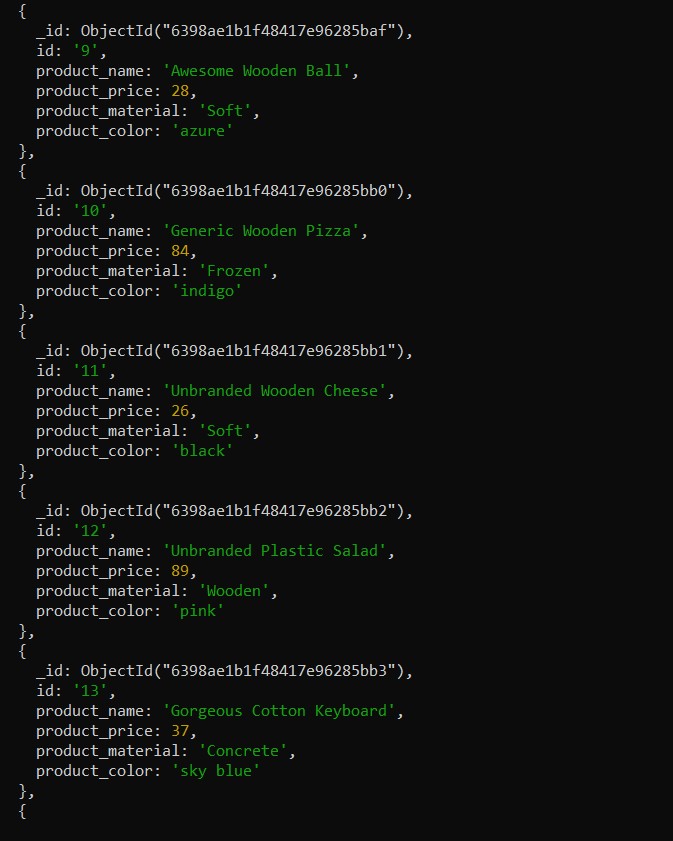 {
_id: ObjectId("6398ae1b1f48417e96285baf"),
id: '9',
product_name: 'Awesome Wooden Ball',
product_price: 28,
product_material: 'Soft',
product_color: 'azure'
},
{
_id: ObjectId("6398ae1b1f48417e96285bb0"),
id: '10',
product_name: 'Generic Wooden Pizza',
product_price: 84,
product_material: 'Frozen',
product_color: 'indigo'
},
{
_id: ObjectId("6398ae1b1f48417e96285bb1"),
id: '11',
product_name: 'Unbranded Wooden Cheese',
product_price: 26,
product_material: 'Soft',
product_color: 'black'
},
{
_id: ObjectId("6398ae1b1f48417e96285bb2"),
id: '12',
product_name: 'Unbranded Plastic Salad',
product_price: 89,
product_material: 'Wooden',
product_color: 'pink'
},
{
_id: ObjectId("6398ae1b1f48417e96285bb3"),
id: '13',
product_name: 'Gorgeous Cotton Keyboard',
product_price: 37,
product_material: 'Concrete',
product_color: 'sky blue'
},
{